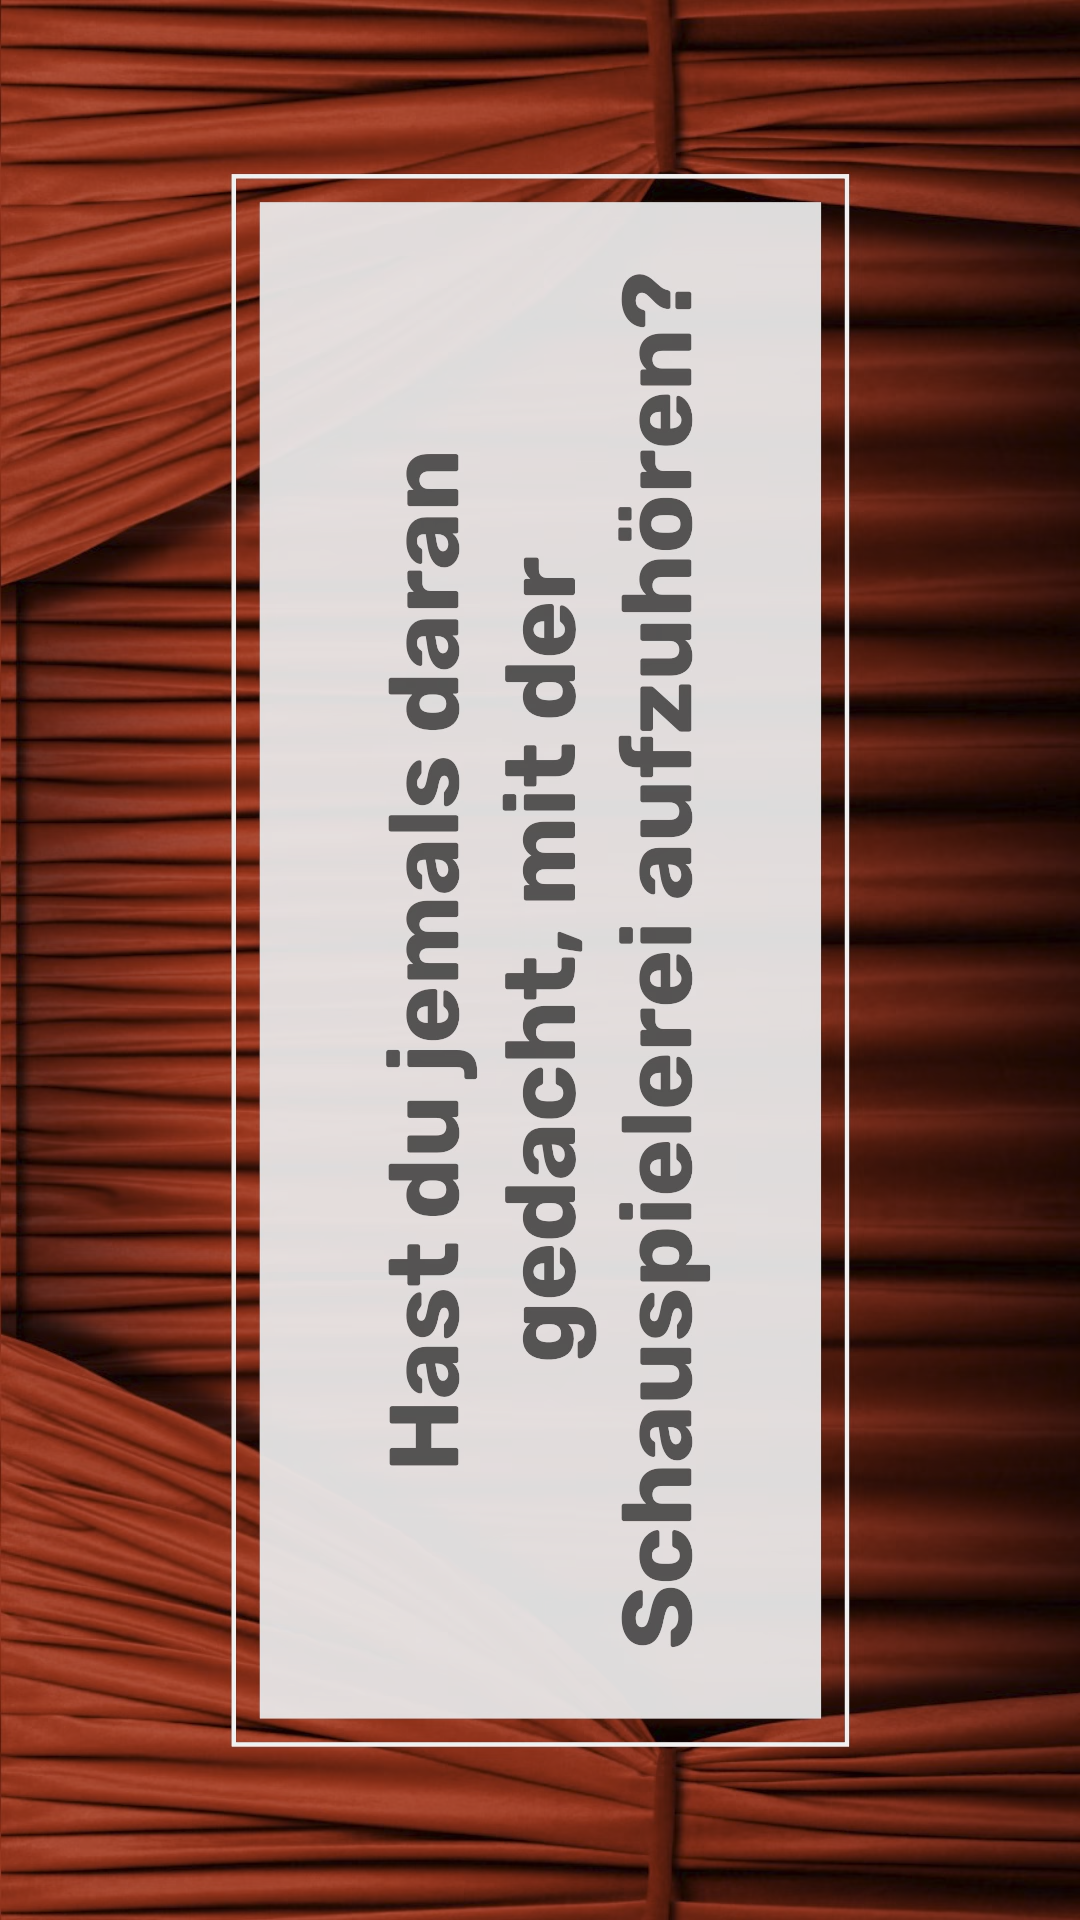 Hast du jemals daran
gedacht, mit der
Schauspielerei aufzuhören?